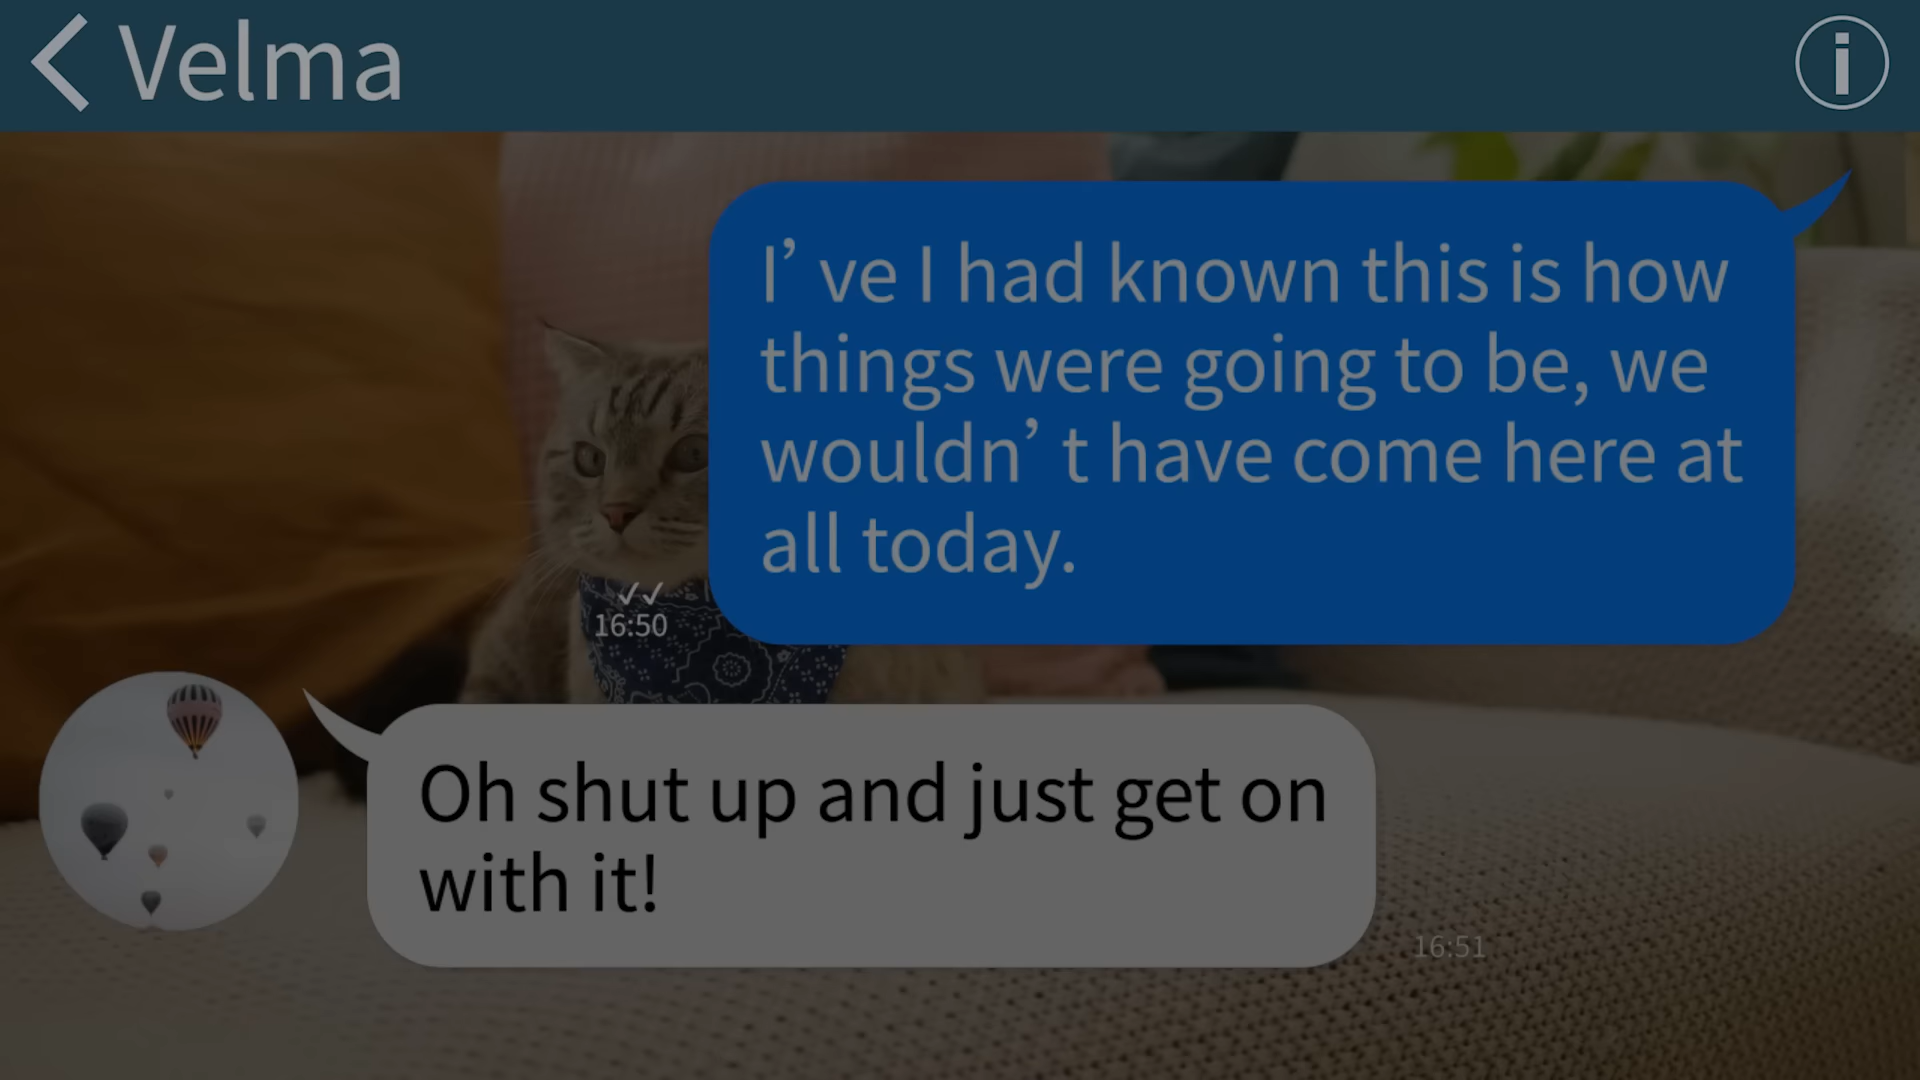 Velma
I’ve I had known this is how
things were going to be, we
wouldn’t have come here at
all today.
16:50
Oh shut up and just get on
with it!
16:51